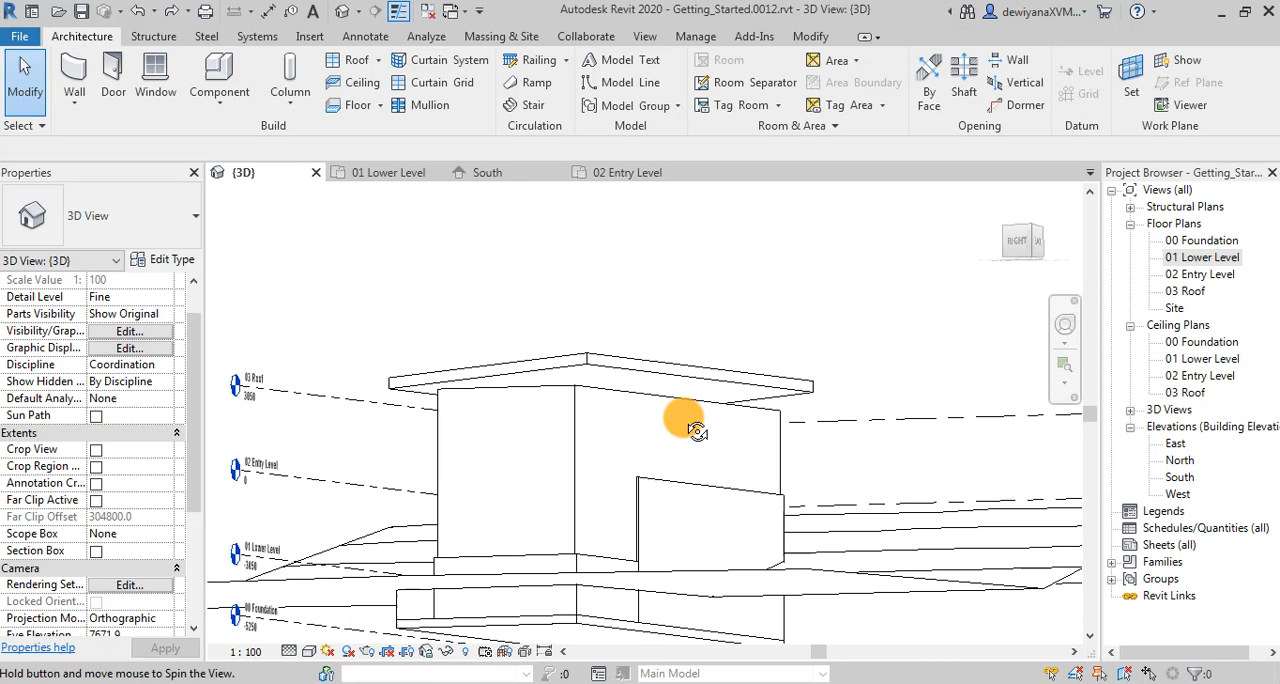 Autodesk Revit 2020 - Getting_Started.0012.rvt - 3D View: {3D}
dewiyanaXVM...
File Architecture Structure Steel Systems Insert Annotate Analyze Massing & Site Collaborate View Manage Add-Ins Modify
Modify
Wall
Door
Window
Component
Column
Roof
Ceiling
Floor
Curtain System
Curtain Grid
Mullion
Railing
Ramp
Stair
Model Text
Model Line
Model Group
Room
Room Separator
Tag Room
Area
Area Boundary
Tag Area
By
Face
Shaft
Wall
Vertical
Dormer
Level
Grid
Set
Show
Ref Plane
Viewer
Select
Build
Circulation
Model
Room & Area
Opening
Datum
Work Plane
Properties
3D View
3D View: {3D}
Edit Type
Scale Value 1: 100
Detail Level Fine
Parts Visibility Show Original
Visibility/Grap... Edit...
Graphic Displ... Edit...
Discipline Coordination
Show Hidden ... By Discipline
Default Analy... None
Sun Path
Extents
Crop View
Crop Region ...
Annotation Cr...
Far Clip Active
Far Clip Offset 304800.0
Scope Box None
Section Box
Camera
Rendering Set... Edit...
Locked Orient...
Projection Mo... Orthographic
Eye Elevation 7671.9
Properties help
Apply
{3D}
01 Lower Level
South
02 Entry Level
RIGHT
03 Roof
3050
02 Entry Level
0
01 Lower Level
-3050
00 Foundation
-5250
1 : 100
Project Browser - Getting_Star...
Views (all)
Structural Plans
Floor Plans
00 Foundation
01 Lower Level
02 Entry Level
03 Roof
Site
Ceiling Plans
00 Foundation
01 Lower Level
02 Entry Level
03 Roof
3D Views
Elevations (Building Elevati
East
North
South
West
Legends
Schedules/Quantities (all)
Sheets (all)
Families
Groups
Revit Links
Hold button and move mouse to Spin the View.
:0
Main Model
:0